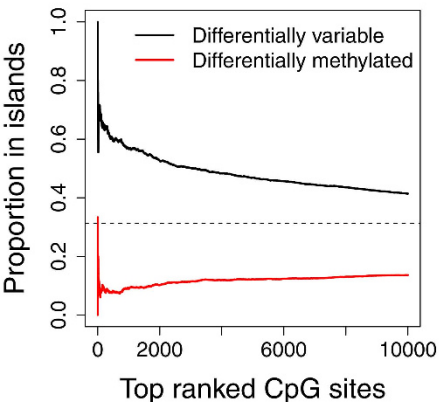 Differentially variable
Differentially methylated
Proportion in islands
1.0
0.8
0.6
0.4
0.2
0.0
0 2000 6000 10000
Top ranked CpG sites